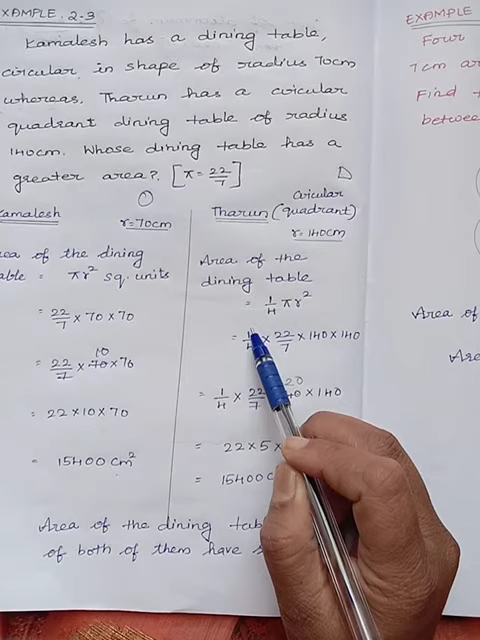 EXAMPLE 2.3
Kamalesh has a dining table,
circular in shape of radius 70cm
whereas, Tharun has a circular
quadrant dining table of radius
140cm. Whose dining table has a
greater area? [π = 22/7]
Kamalesh
r=70cm
Area of the dining
table = πr² sq.units
= 22/7 × 70 × 70
= 22/7 × 70 × 70
10
= 22 × 10 × 70
= 15400 cm²
Tharun (circular quadrant)
r=140cm
Area of the
dining table
= 1/4 πr²
= 1/4 × 22/7 × 140 × 140
20
= 1/4 × 22/7 × 140
= 22 × 5 ×
= 15400
Area of the dining
of both of them have
EXAMPLE
Four
7cm
Find
Area of